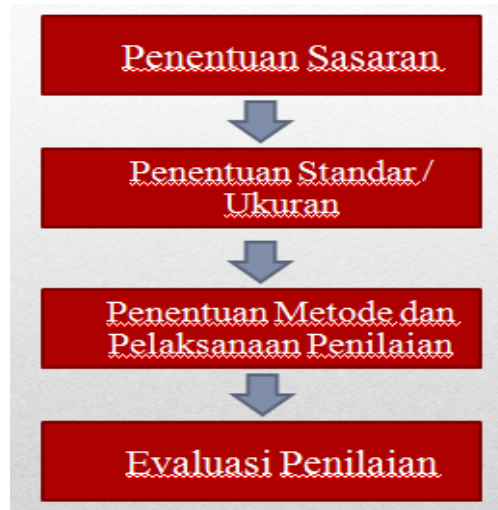 Penentuan Sasaran
Penentuan Standar /
Ukuran
Penentuan Metode dan
Pelaksanaan Penilaian
Evaluasi Penilaian